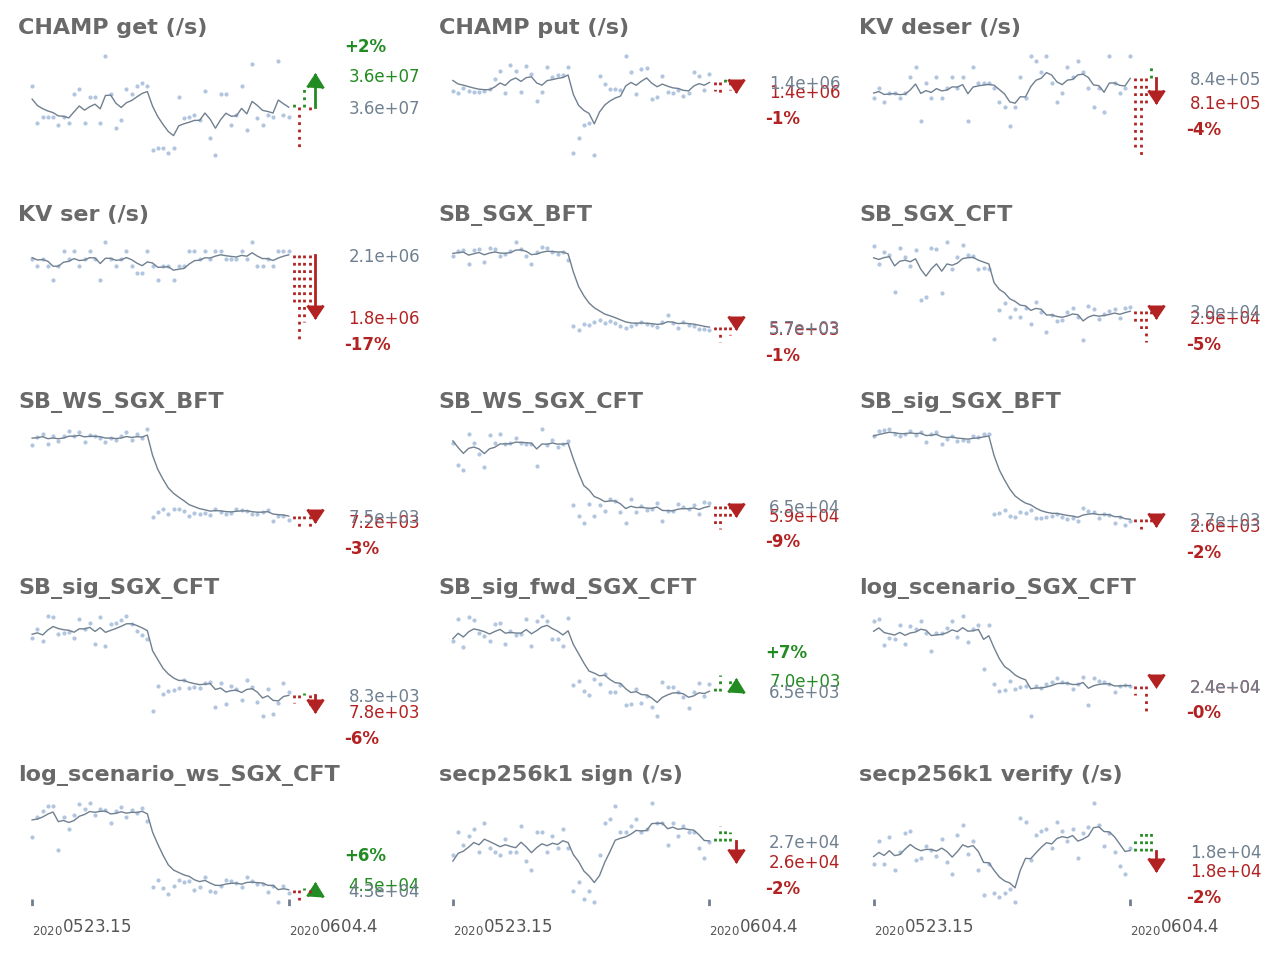 CHAMP get (/s)
+2%
3.6e+07
3.6e+07
CHAMP put (/s)
1.4e+06
1.4e+06
-1%
KV deser (/s)
8.4e+05
8.1e+05
-4%
KV ser (/s)
2.1e+06
1.8e+06
-17%
SB_SGX_BFT
5.7e+03
5.7e+03
-1%
SB_SGX_CFT
3.0e+04
2.9e+04
-5%
SB_WS_SGX_BFT
7.5e+03
7.2e+03
-3%
SB_WS_SGX_CFT
6.5e+04
5.9e+04
-9%
SB_sig_SGX_BFT
2.7e+03
2.6e+03
-2%
SB_sig_SGX_CFT
8.3e+03
7.8e+03
-6%
SB_sig_fwd_SGX_CFT
+7%
7.0e+03
6.5e+03
log_scenario_SGX_CFT
2.4e+04
-0%
log_scenario_ws_SGX_CFT
+6%
4.5e+04
4.3e+04
secp256k1 sign (/s)
2.7e+04
2.6e+04
-2%
secp256k1 verify (/s)
1.8e+04
1.8e+04
-2%
20200523.15
20200604.4
20200523.15
20200604.4
20200523.15
20200604.4